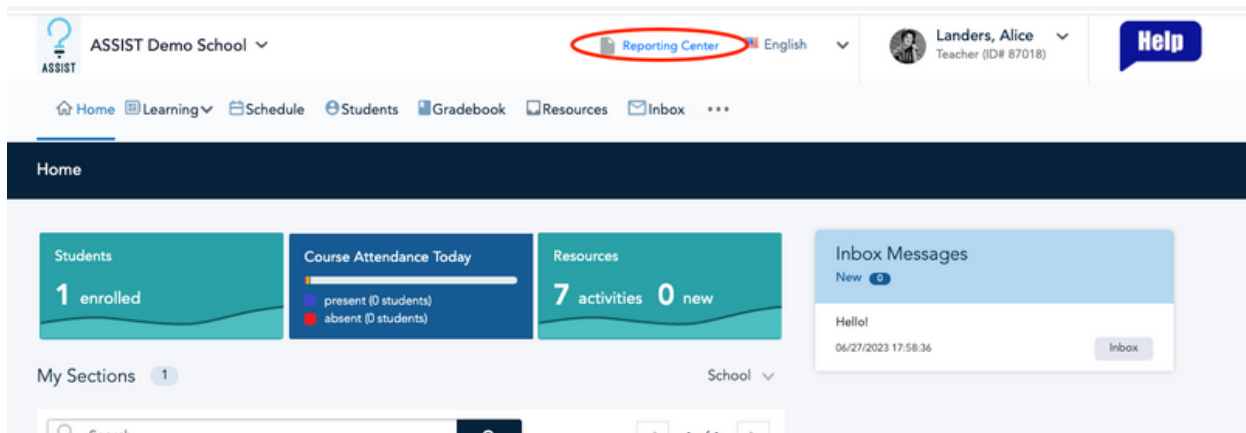 ASSIST
ASSIST Demo School
Reporting Center
English
Landers, Alice
Teacher (ID# 87018)
Help
Home
Learning
Schedule
Students
Gradebook
Resources
Inbox
Home
Students
1 enrolled
Course Attendance Today
present (0 students)
absent (0 students)
Resources
7 activities 0 new
Inbox Messages
New 0
Hello!
06/27/2023 17:58:36
Inbox
My Sections 1
School